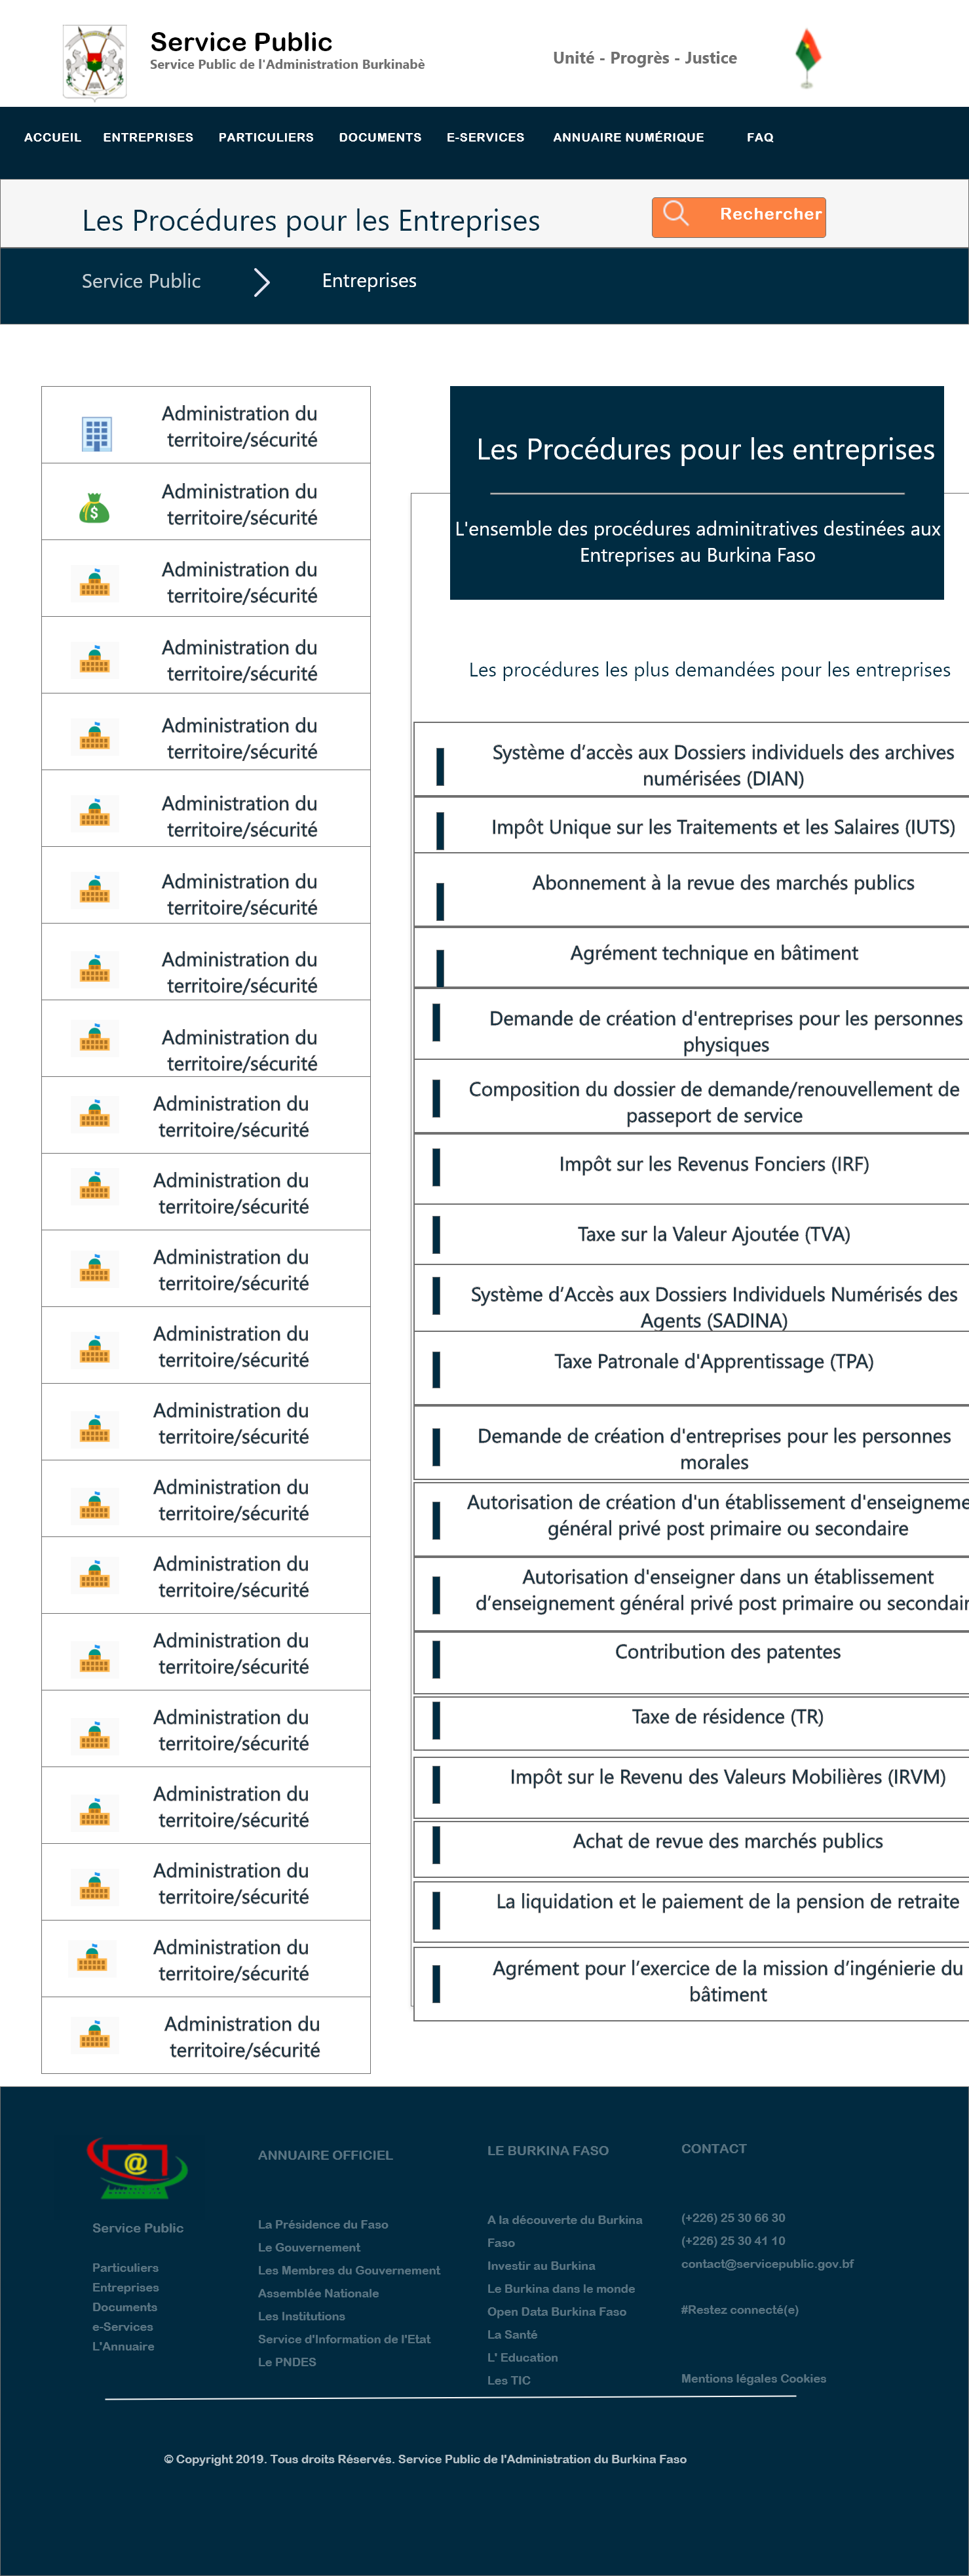 Service Public
Service Public de l'Administration Burkinabè
Unité - Progrès - Justice
ACCUEIL ENTREPRISES PARTICULIERS DOCUMENTS E-SERVICES ANNUAIRE NUMÉRIQUE FAQ
Les Procédures pour les Entreprises
Rechercher
Service Public
Entreprises
Administration du
territoire/sécurité
Administration du
territoire/sécurité
Administration du
territoire/sécurité
Administration du
territoire/sécurité
Administration du
territoire/sécurité
Administration du
territoire/sécurité
Administration du
territoire/sécurité
Administration du
territoire/sécurité
Administration du
territoire/sécurité
Administration du
territoire/sécurité
Administration du
territoire/sécurité
Administration du
territoire/sécurité
Administration du
territoire/sécurité
Administration du
territoire/sécurité
Administration du
territoire/sécurité
Administration du
territoire/sécurité
Administration du
territoire/sécurité
Administration du
territoire/sécurité
Administration du
territoire/sécurité
Administration du
territoire/sécurité
Administration du
territoire/sécurité
Administration du
territoire/sécurité
Les Procédures pour les entreprises
L'ensemble des procédures adminitratives destinées aux
Entreprises au Burkina Faso
Les procédures les plus demandées pour les entreprises
Système d’accès aux Dossiers individuels des archives
numérisées (DIAN)
Impôt Unique sur les Traitements et les Salaires (IUTS)
Abonnement à la revue des marchés publics
Agrément technique en bâtiment
Demande de création d'entreprises pour les personnes
physiques
Composition du dossier de demande/renouvellement de
passeport de service
Impôt sur les Revenus Fonciers (IRF)
Taxe sur la Valeur Ajoutée (TVA)
Système d’Accès aux Dossiers Individuels Numérisés des
Agents (SADINA)
Taxe Patronale d'Apprentissage (TPA)
Demande de création d'entreprises pour les personnes
morales
Autorisation de création d'un établissement d'enseigneme
général privé post primaire ou secondaire
Autorisation d'enseigner dans un établissement
d’enseignement général privé post primaire ou secondair
Contribution des patentes
Taxe de résidence (TR)
Impôt sur le Revenu des Valeurs Mobilières (IRVM)
Achat de revue des marchés publics
La liquidation et le paiement de la pension de retraite
Agrément pour l’exercice de la mission d’ingénierie du
bâtiment
@
Service Public
Particuliers
Entreprises
Documents
e-Services
L'Annuaire
ANNUAIRE OFFICIEL
La Présidence du Faso
Le Gouvernement
Les Membres du Gouvernement
Assemblée Nationale
Les Institutions
Service d'Information de l'Etat
Le PNDES
LE BURKINA FASO
A la découverte du Burkina
Faso
Investir au Burkina
Le Burkina dans le monde
Open Data Burkina Faso
La Santé
L' Education
Les TIC
CONTACT
(+226) 25 30 66 30
(+226) 25 30 41 10
contact@servicepublic.gov.bf
#Restez connecté(e)
Mentions légales Cookies
© Copyright 2019. Tous droits Réservés. Service Public de l'Administration du Burkina Faso